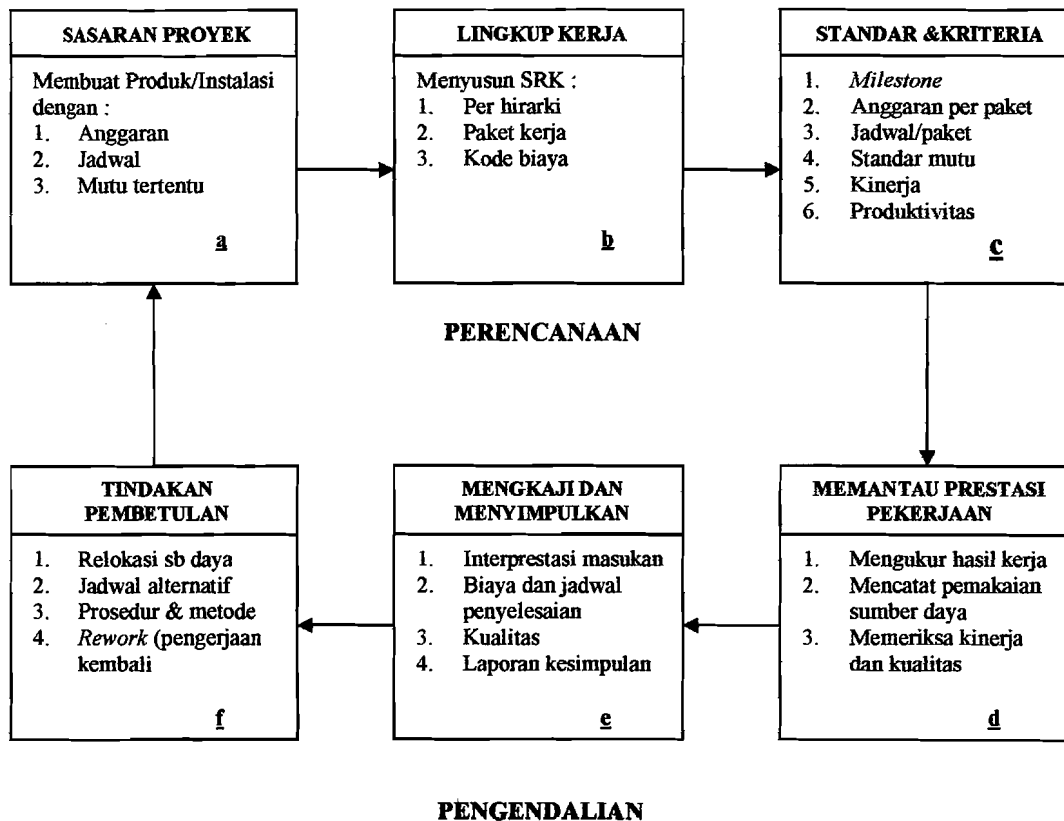 SASARAN PROYEK
Membuat Produk/Instalasi
dengan :
1. Anggaran
2. Jadwal
3. Mutu tertentu
a
LINGKUP KERJA
Menyusun SRK :
1. Per hirarki
2. Paket kerja
3. Kode biaya
b
STANDAR &KRITERIA
1. Milestone
2. Anggaran per paket
3. Jadwal/paket
4. Standar mutu
5. Kinerja
6. Produktivitas
c
PERENCANAAN
TINDAKAN
PEMBETULAN
1. Relokasi sb daya
2. Jadwal alternatif
3. Prosedur & metode
4. Rework (pengerjaan
kembali
f
MENGKAJI DAN
MENYIMPULKAN
1. Interprestasi masukan
2. Biaya dan jadwal
penyelesaian
3. Kualitas
4. Laporan kesimpulan
e
MEMANTAU PRESTASI
PEKERJAAN
1. Mengukur hasil kerja
2. Mencatat pemakaian
sumber daya
3. Memeriksa kinerja
dan kualitas
d
PENGENDALIAN